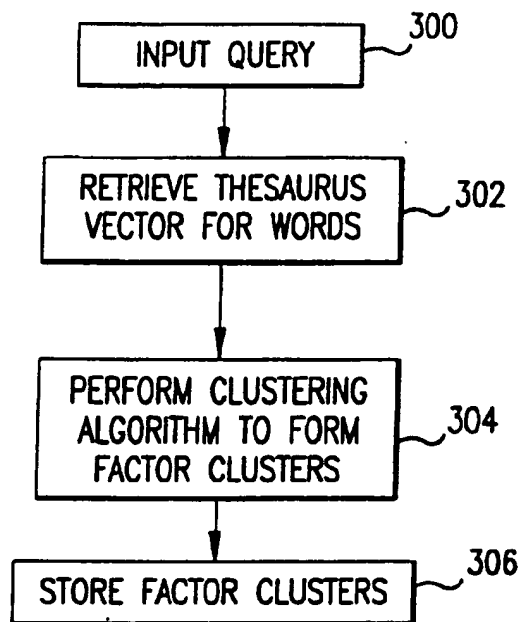 INPUT QUERY
300
RETRIEVE THESAURUS
VECTOR FOR WORDS
302
PERFORM CLUSTERING
ALGORITHM TO FORM
FACTOR CLUSTERS
304
STORE FACTOR CLUSTERS
306